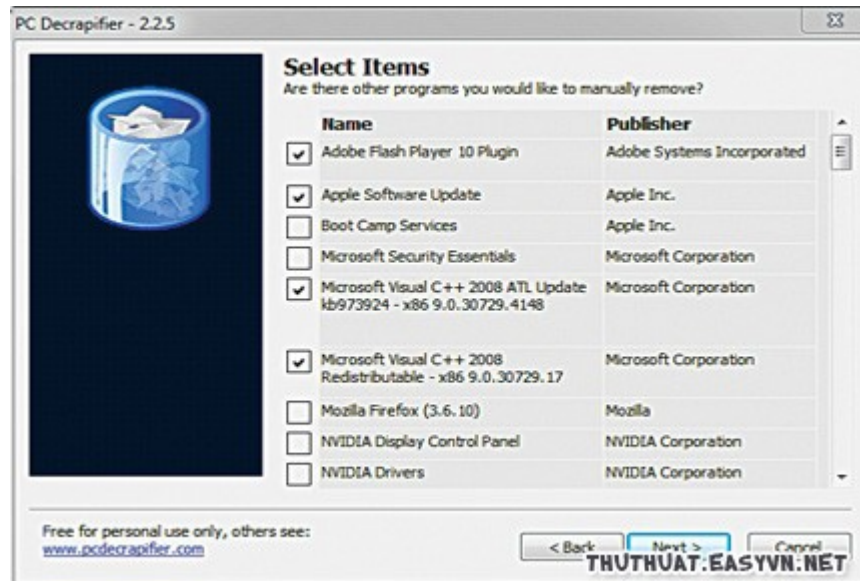 PC Decrapifier - 2.2.5
Select Items
Are there other programs you would like to manually remove?
Name Publisher
Adobe Flash Player 10 Plugin Adobe Systems Incorporated
Apple Software Update Apple Inc.
Boot Camp Services Apple Inc.
Microsoft Security Essentials Microsoft Corporation
Microsoft Visual C++ 2008 ATL Update Microsoft Corporation
kb973924 - x86 9.0.30729.4148
Microsoft Visual C++ 2008 Microsoft Corporation
Redistributable - x86 9.0.30729.17
Mozilla Firefox (3.6.10) Mozilla
NVIDIA Display Control Panel NVIDIA Corporation
NVIDIA Drivers NVIDIA Corporation
Free for personal use only, others see:
www.pcdecrapifier.com
< Back Next > Cancel
THUTHUAT.EASYVN.NET